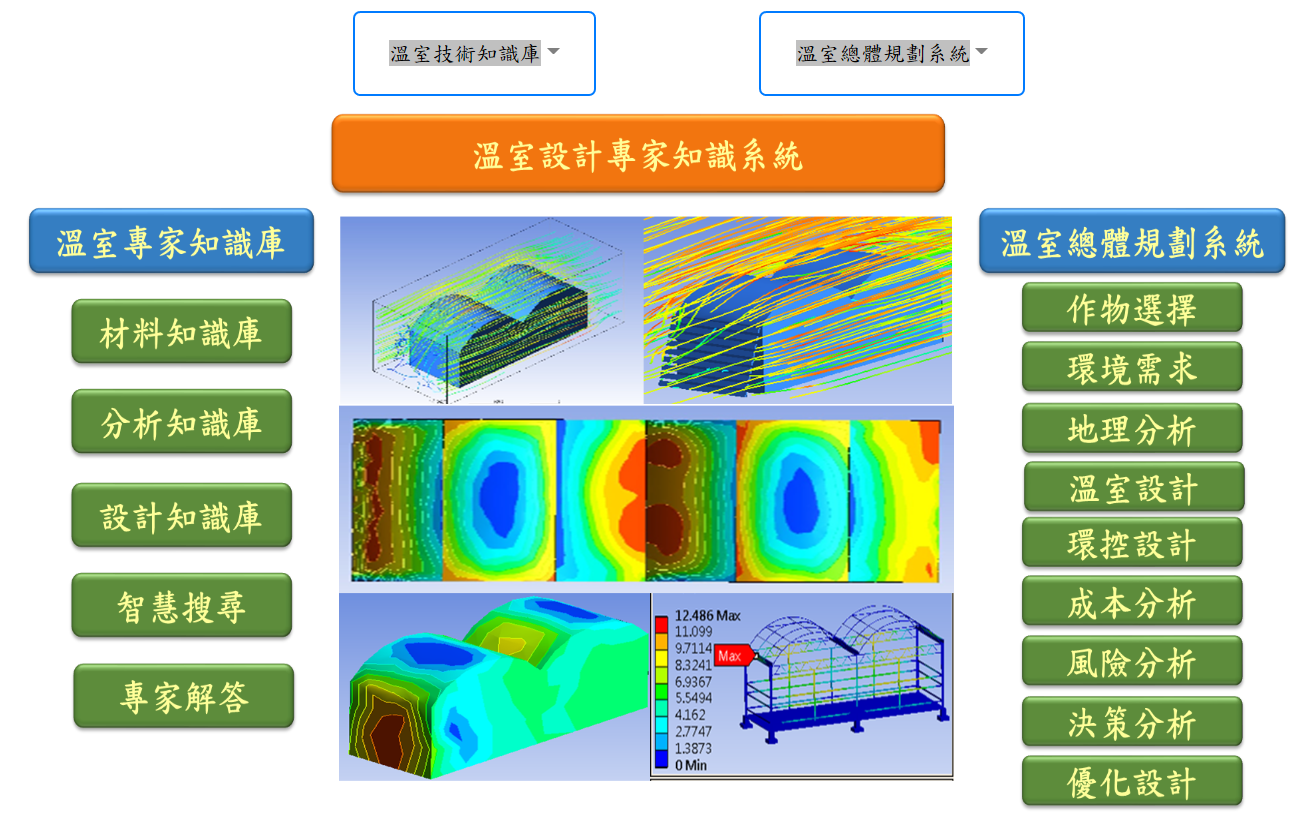 溫室技術知識庫
溫室總體規劃系統
溫室設計專家知識系統
溫室專家知識庫
材料知識庫
分析知識庫
設計知識庫
智慧搜尋
專家解答
12.486 Max
11.099
9.7114
8.3241
6.9367
5.5494
4.162
2.7747
1.3873
0 Min
Max
溫室總體規劃系統
作物選擇
環境需求
地理分析
溫室設計
環控設計
成本分析
風險分析
決策分析
優化設計